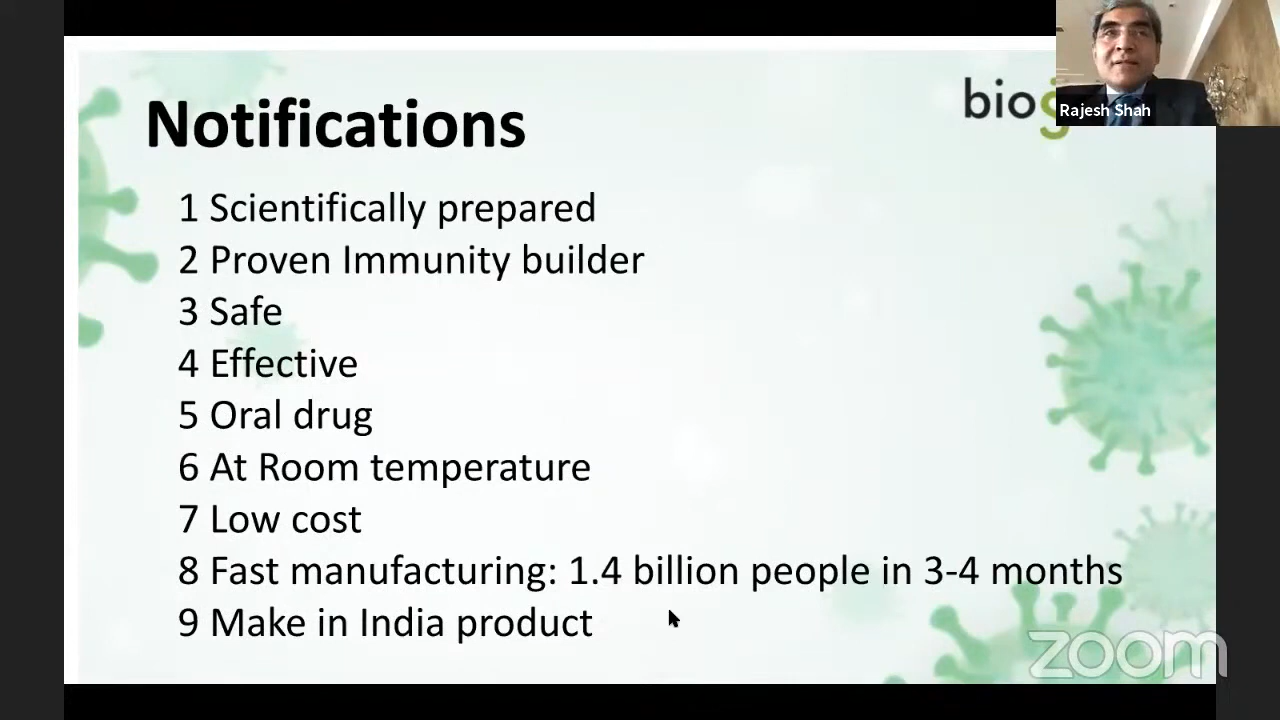 Notifications
bio
Rajesh Shah
1 Scientifically prepared
2 Proven Immunity builder
3 Safe
4 Effective
5 Oral drug
6 At Room temperature
7 Low cost
8 Fast manufacturing: 1.4 billion people in 3-4 months
9 Make in India product
zoom